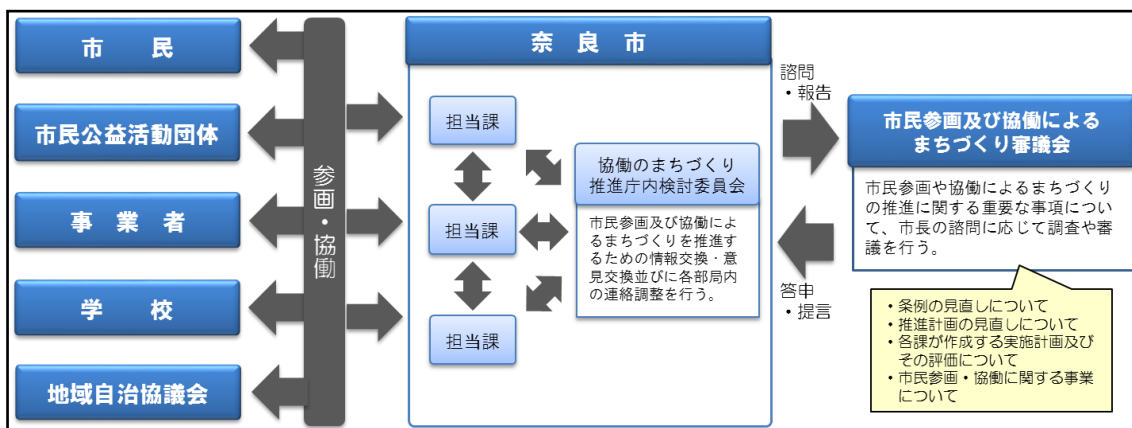 市　民
市民公益活動団体
事　業　者
学　校
地域自治協議会
参画・協働
奈　良　市
担当課
担当課
担当課
協働のまちづくり
推進庁内検討委員会
市民参画及び協働によ
るまちづくりを推進す
るための情報交換・意
見交換並びに各部局内
の連絡調整を行う。
諮問
・報告
答申
・提言
市民参画及び協働による
まちづくり審議会
市民参画や協働によるまちづくり
の推進に関する重要な事項につい
て、市長の諮問に応じて調査や審
議を行う。
・条例の見直しについて
・推進計画の見直しについて
・各課が作成する実施計画及び
その評価について
・市民参画・協働に関する事業
について